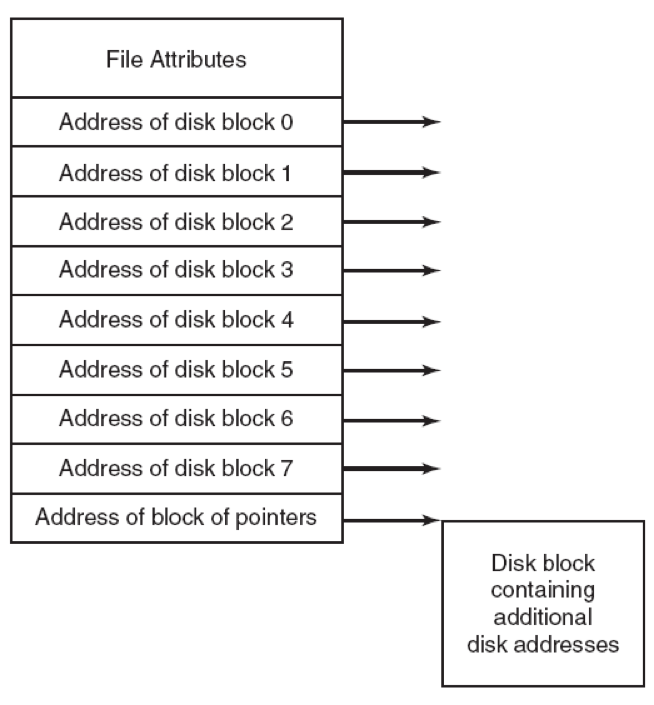 File Attributes
Address of disk block 0
Address of disk block 1
Address of disk block 2
Address of disk block 3
Address of disk block 4
Address of disk block 5
Address of disk block 6
Address of disk block 7
Address of block of pointers
Disk block
containing
additional
disk addresses